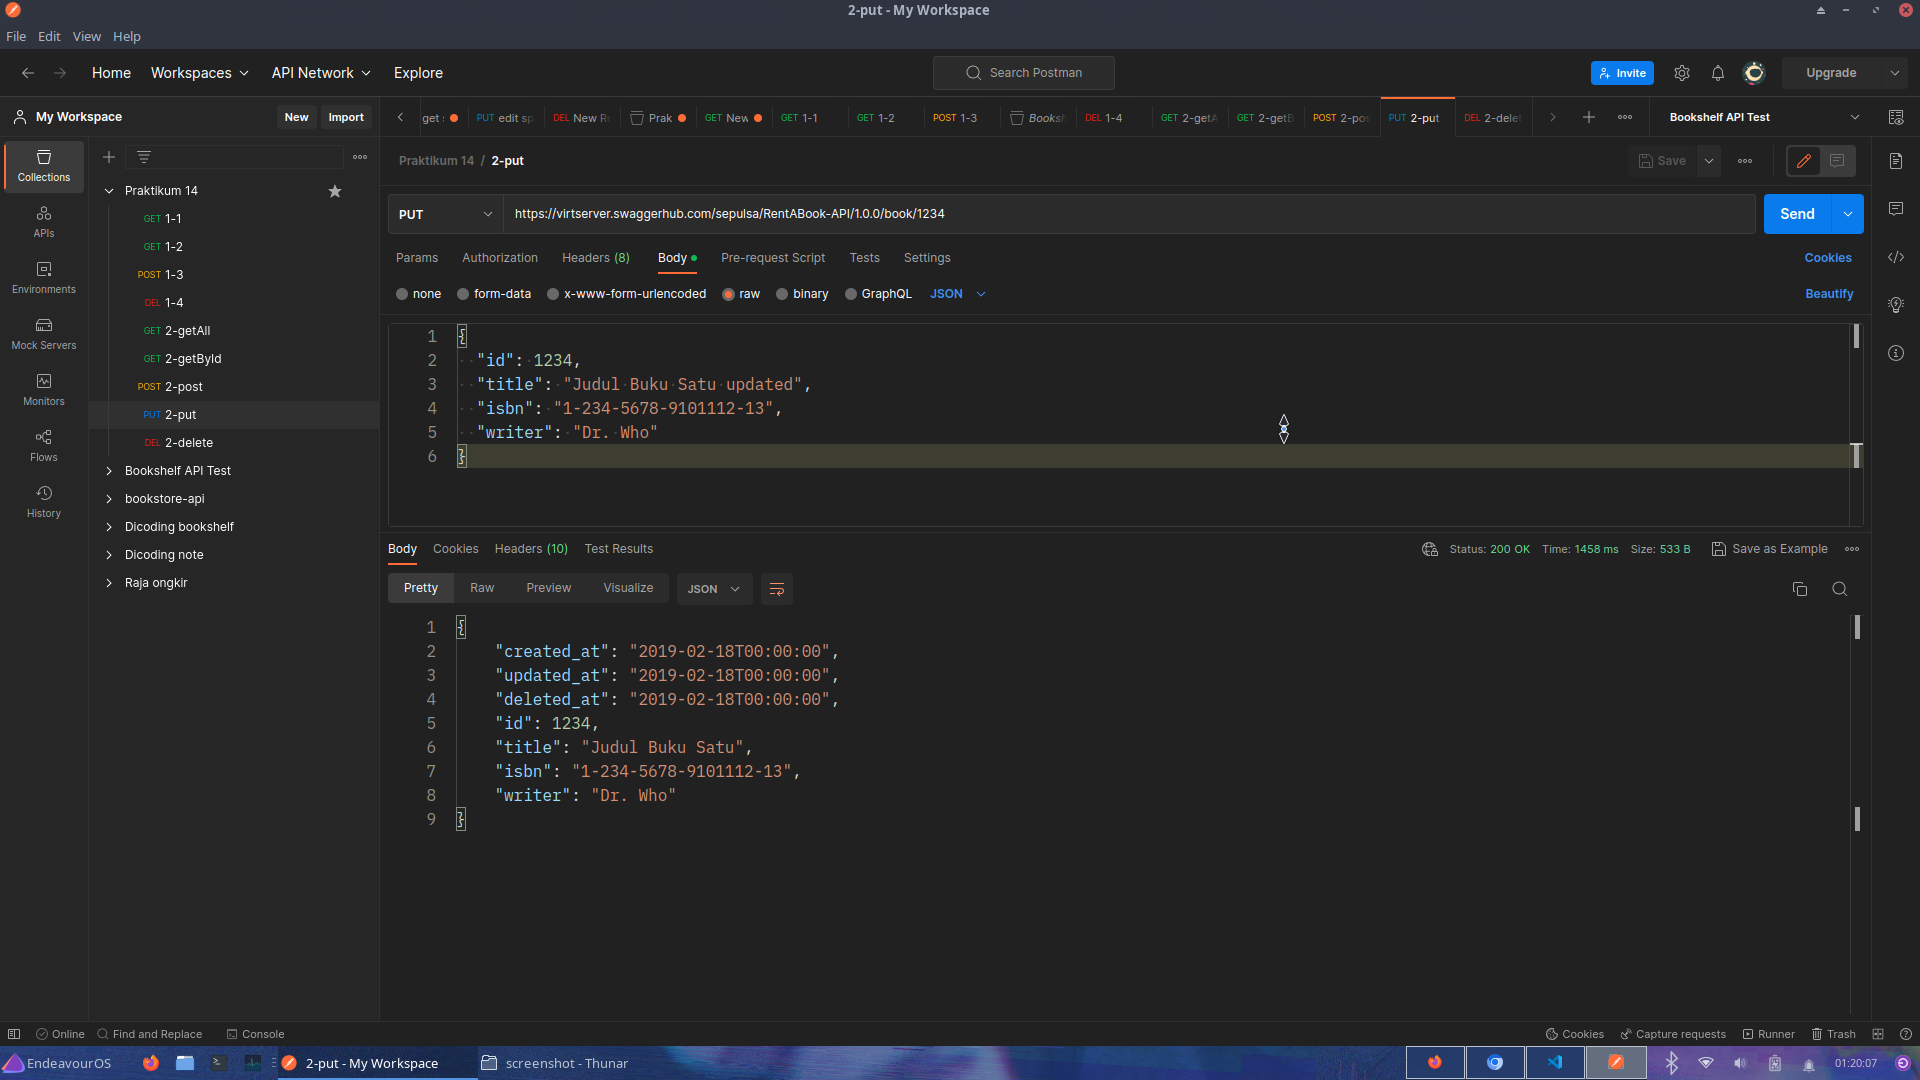 2-put - My Workspace
File Edit View Help
Home Workspaces API Network Explore
Search Postman
Invite
Upgrade
My Workspace
New Import
get PUT edit sp DEL New R Prak GET New GET 1-1 GET 1-2 POST 1-3 Booksh DEL 1-4 GET 2-getA GET 2-getB POST 2-pos PUT 2-put DEL 2-delet
Bookshelf API Test
Collections
APIs
Environments
Mock Servers
Monitors
Flows
History
Praktikum 14
GET 1-1
GET 1-2
POST 1-3
DEL 1-4
GET 2-getAll
GET 2-getById
POST 2-post
PUT 2-put
DEL 2-delete
Bookshelf API Test
bookstore-api
Dicoding bookshelf
Dicoding note
Raja ongkir
Praktikum 14 / 2-put
Save
PUT https://virtserver.swaggerhub.com/sepulsa/RentABook-API/1.0.0/book/1234
Send
Params Authorization Headers (8) Body Pre-request Script Tests Settings Cookies
none form-data x-www-form-urlencoded raw binary GraphQL JSON Beautify
1 {
2 "id": 1234,
3 "title": "Judul Buku Satu updated",
4 "isbn": "1-234-5678-9101112-13",
5 "writer": "Dr. Who"
6 }
Body Cookies Headers (10) Test Results Status: 200 OK Time: 1458 ms Size: 533 B Save as Example
Pretty Raw Preview Visualize JSON
1 {
2 "created_at": "2019-02-18T00:00:00",
3 "updated_at": "2019-02-18T00:00:00",
4 "deleted_at": "2019-02-18T00:00:00",
5 "id": 1234,
6 "title": "Judul Buku Satu",
7 "isbn": "1-234-5678-9101112-13",
8 "writer": "Dr. Who"
9 }
Online Find and Replace Console Cookies Capture requests Runner Trash
EndeavourOS 2-put - My Workspace screenshot - Thunar 01:20:07